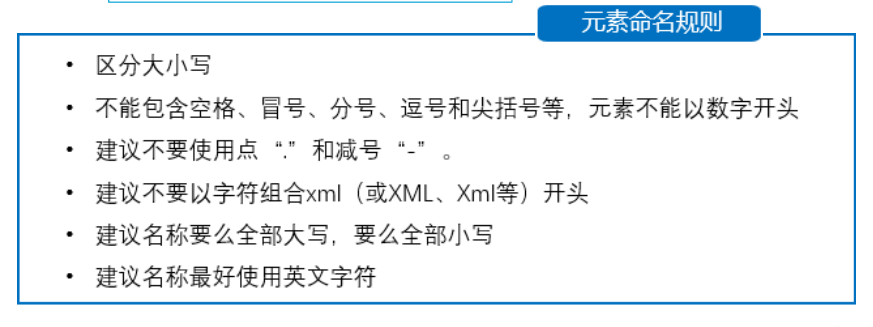 元素命名规则
• 区分大小写
• 不能包含空格、冒号、分号、逗号和尖括号等，元素不能以数字开头
• 建议不要使用点“.”和减号“-”。
• 建议不要以字符组合xml（或XML、Xml等）开头
• 建议名称要么全部大写，要么全部小写
• 建议名称最好使用英文字符